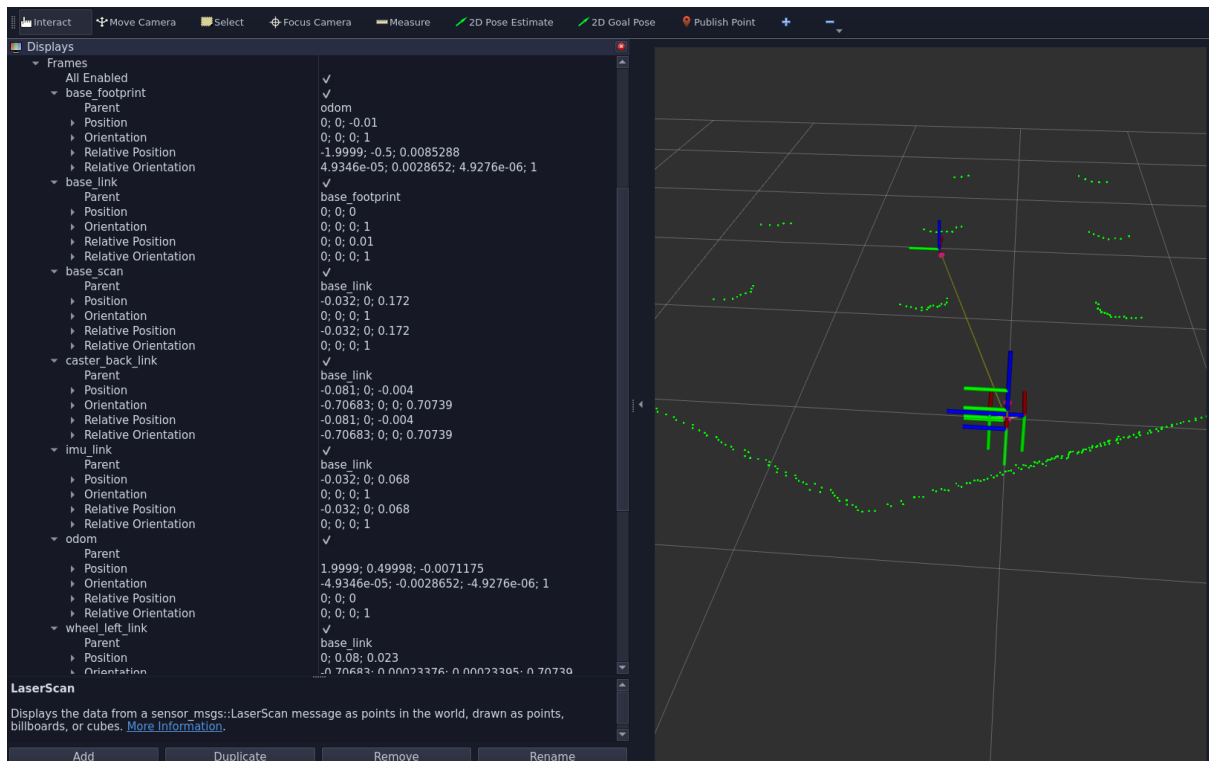 Interact Move Camera Select Focus Camera Measure 2D Pose Estimate 2D Goal Pose Publish Point
Displays
Frames
All Enabled
base_footprint
Parent odom
Position 0; 0; -0.01
Orientation 0; 0; 0; 1
Relative Position -1.9999; -0.5; 0.0085288
Relative Orientation 4.9346e-05; 0.0028652; 4.9276e-06; 1
base_link
Parent base_footprint
Position 0; 0; 0
Orientation 0; 0; 0; 1
Relative Position 0; 0; 0.01
Relative Orientation 0; 0; 0; 1
base_scan
Parent base_link
Position -0.032; 0; 0.172
Orientation 0; 0; 0; 1
Relative Position -0.032; 0; 0.172
Relative Orientation 0; 0; 0; 1
caster_back_link
Parent base_link
Position -0.081; 0; -0.004
Orientation -0.70683; 0; 0; 0.70739
Relative Position -0.081; 0; -0.004
Relative Orientation -0.70683; 0; 0; 0.70739
imu_link
Parent base_link
Position -0.032; 0; 0.068
Orientation 0; 0; 0; 1
Relative Position -0.032; 0; 0.068
Relative Orientation 0; 0; 0; 1
odom
Parent
Position 1.9999; 0.49998; -0.0071175
Orientation -4.9346e-05; -0.0028652; -4.9276e-06; 1
Relative Position 0; 0; 0
Relative Orientation 0; 0; 0; 1
wheel_left_link
Parent base_link
Position 0; 0.08; 0.023
Orientation -0.70683; 0.00023376; 0.00023395; 0.70739
LaserScan
Displays the data from a sensor_msgs::LaserScan message as points in the world, drawn as points,
billboards, or cubes. More Information.
Add Duplicate Remove Rename